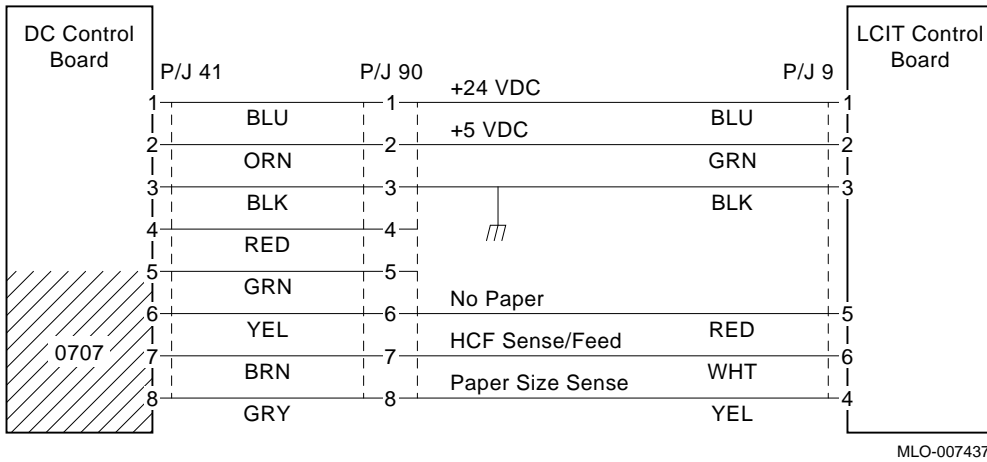 DC Control Board
LCIT Control Board
P/J 41 P/J 90 P/J 9
1 1 +24 VDC 1
BLU BLU
2 2 +5 VDC 2
ORN GRN
3 3 3
BLK BLK
4 4
RED
5 5
GRN
6 6 No Paper 5
YEL RED
0707
7 7 HCF Sense/Feed 6
BRN WHT
8 8 Paper Size Sense 4
GRY YEL
MLO-007437